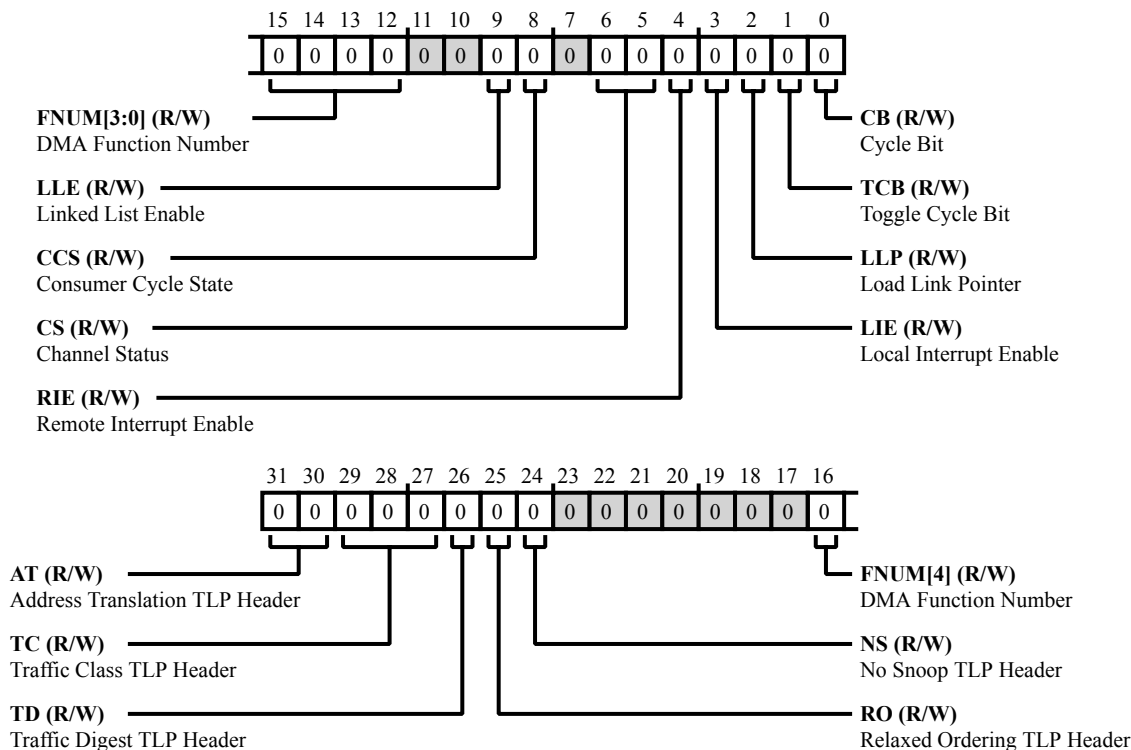 15 14 13 12 11 10 9 8 7 6 5 4 3 2 1 0
0 0 0 0 0 0 0 0 0 0 0 0 0 0 0 0
FNUM[3:0] (R/W)
DMA Function Number
LLE (R/W)
Linked List Enable
CCS (R/W)
Consumer Cycle State
CS (R/W)
Channel Status
RIE (R/W)
Remote Interrupt Enable
CB (R/W)
Cycle Bit
TCB (R/W)
Toggle Cycle Bit
LLP (R/W)
Load Link Pointer
LIE (R/W)
Local Interrupt Enable
31 30 29 28 27 26 25 24 23 22 21 20 19 18 17 16
0 0 0 0 0 0 0 0 0 0 0 0 0 0 0 0
AT (R/W)
Address Translation TLP Header
TC (R/W)
Traffic Class TLP Header
TD (R/W)
Traffic Digest TLP Header
FNUM[4] (R/W)
DMA Function Number
NS (R/W)
No Snoop TLP Header
RO (R/W)
Relaxed Ordering TLP Header